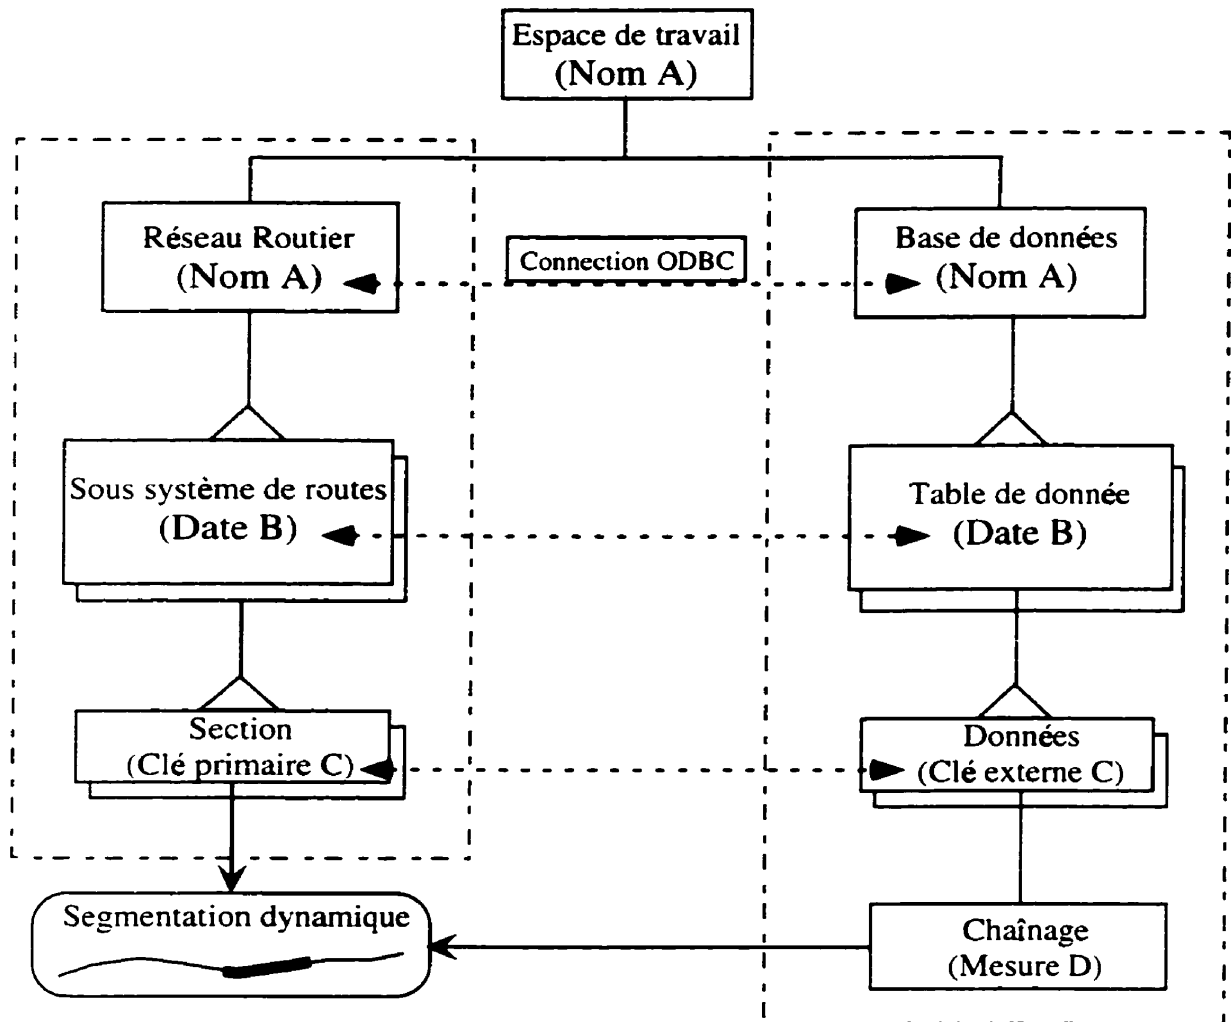 Espace de travail
(Nom A)
Réseau Routier
(Nom A)
Connection ODBC
Base de données
(Nom A)
Sous système de routes
(Date B)
Table de donnée
(Date B)
Section
(Clé primaire C)
Données
(Clé externe C)
Segmentation dynamique
Chaînage
(Mesure D)